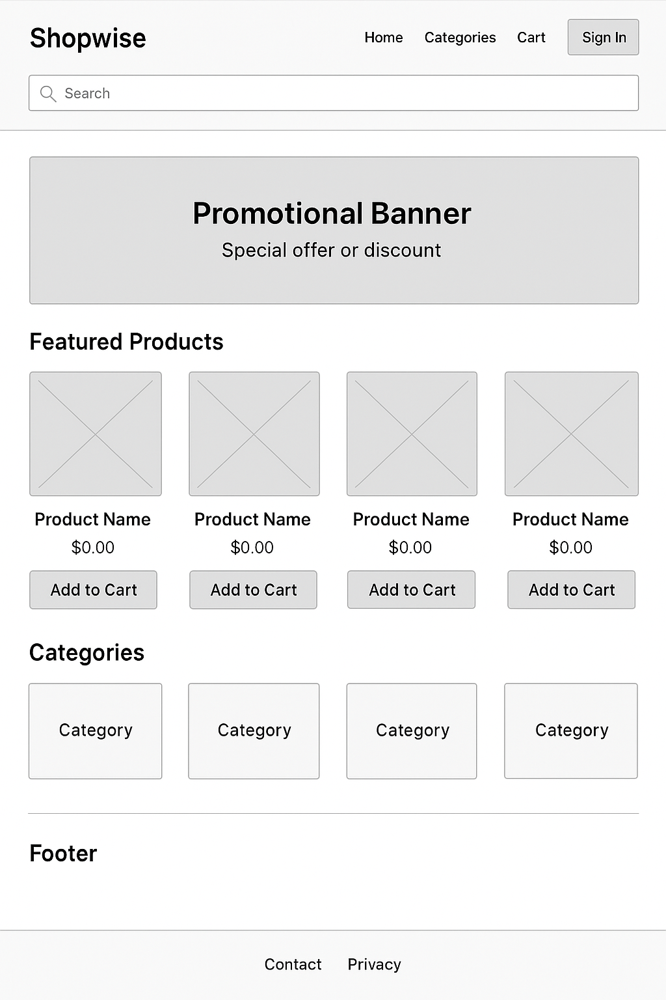 Shopwise
Home Categories Cart Sign In
Search
Promotional Banner
Special offer or discount
Featured Products
Product Name Product Name Product Name Product Name
$0.00 $0.00 $0.00 $0.00
Add to Cart Add to Cart Add to Cart Add to Cart
Categories
Category Category Category Category
Footer
Contact Privacy